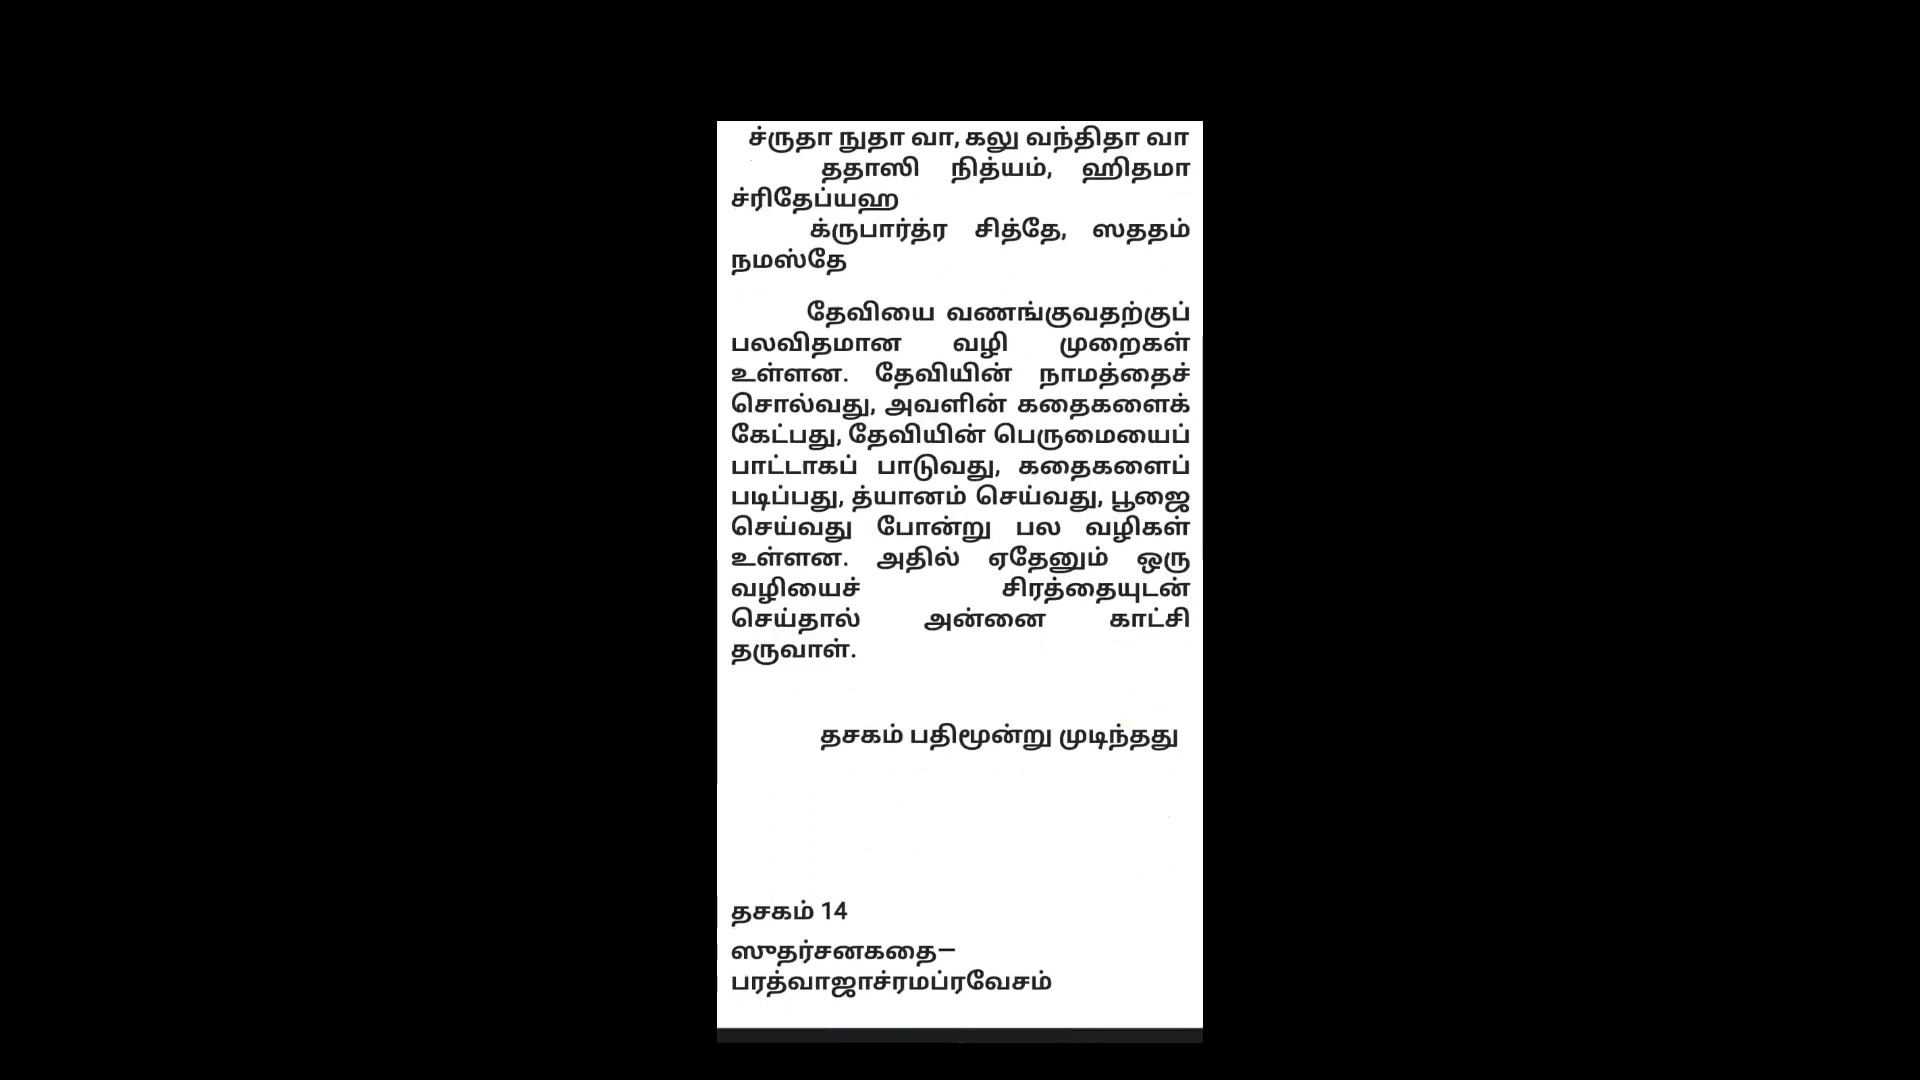 ச்ருதா நுதா வா, கலு வந்திதா வா
ததாஸி நித்யம், ஹிதமா
ச்ரிதேப்யஹ
க்ருபார்த்ர சித்தே, ஸததம்
நமஸ்தே
தேவியை வணங்குவதற்குப்
பலவிதமான வழி முறைகள்
உள்ளன. தேவியின் நாமத்தைச்
சொல்வது, அவளின் கதைகளைக்
கேட்பது, தேவியின் பெருமையைப்
பாட்டாகப் பாடுவது, கதைகளைப்
படிப்பது, த்யானம் செய்வது, பூஜை
செய்வது போன்று பல வழிகள்
உள்ளன. அதில் ஏதேனும் ஒரு
வழியைச் சிரத்தையுடன்
செய்தால் அன்னை காட்சி
தருவாள்.
தசகம் பதிமூன்று முடிந்தது
தசகம் 14
ஸுதர்சனகதை—
பரத்வாஜாச்ரமப்ரவேசம்